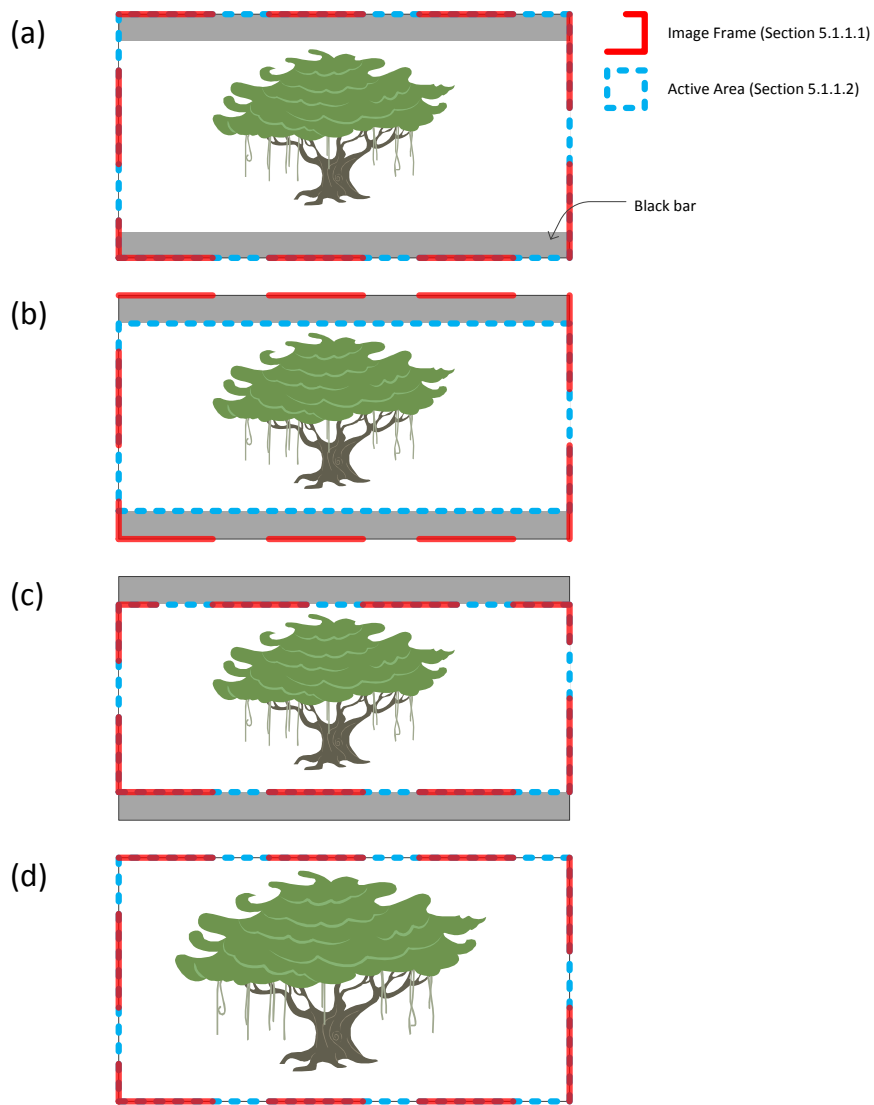 (a)
Image Frame (Section 5.1.1.1)
Active Area (Section 5.1.1.2)
Black bar
(b)
(c)
(d)